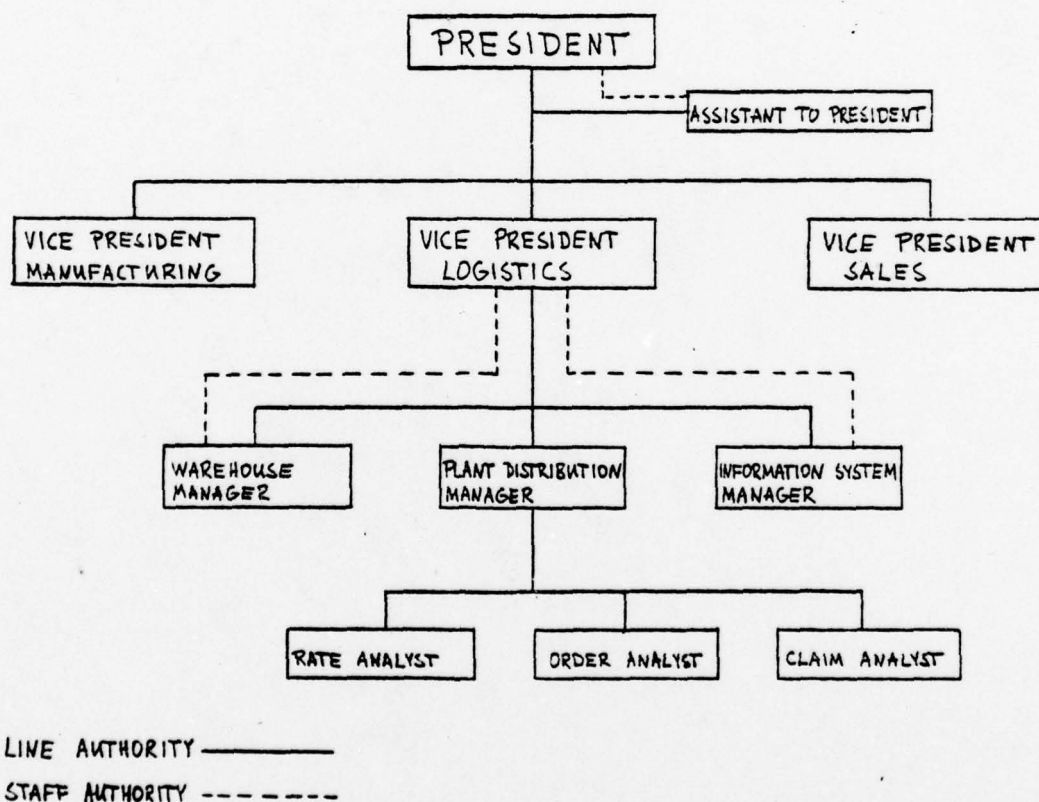 PRESIDENT
ASSISTANT TO PRESIDENT
VICE PRESIDENT
MANUFACTURING
VICE PRESIDENT
LOGISTICS
VICE PRESIDENT
SALES
WAREHOUSE
MANAGER
PLANT DISTRIBUTION
MANAGER
INFORMATION SYSTEM
MANAGER
RATE ANALYST
ORDER ANALYST
CLAIM ANALYST
LINE AUTHORITY
STAFF AUTHORITY